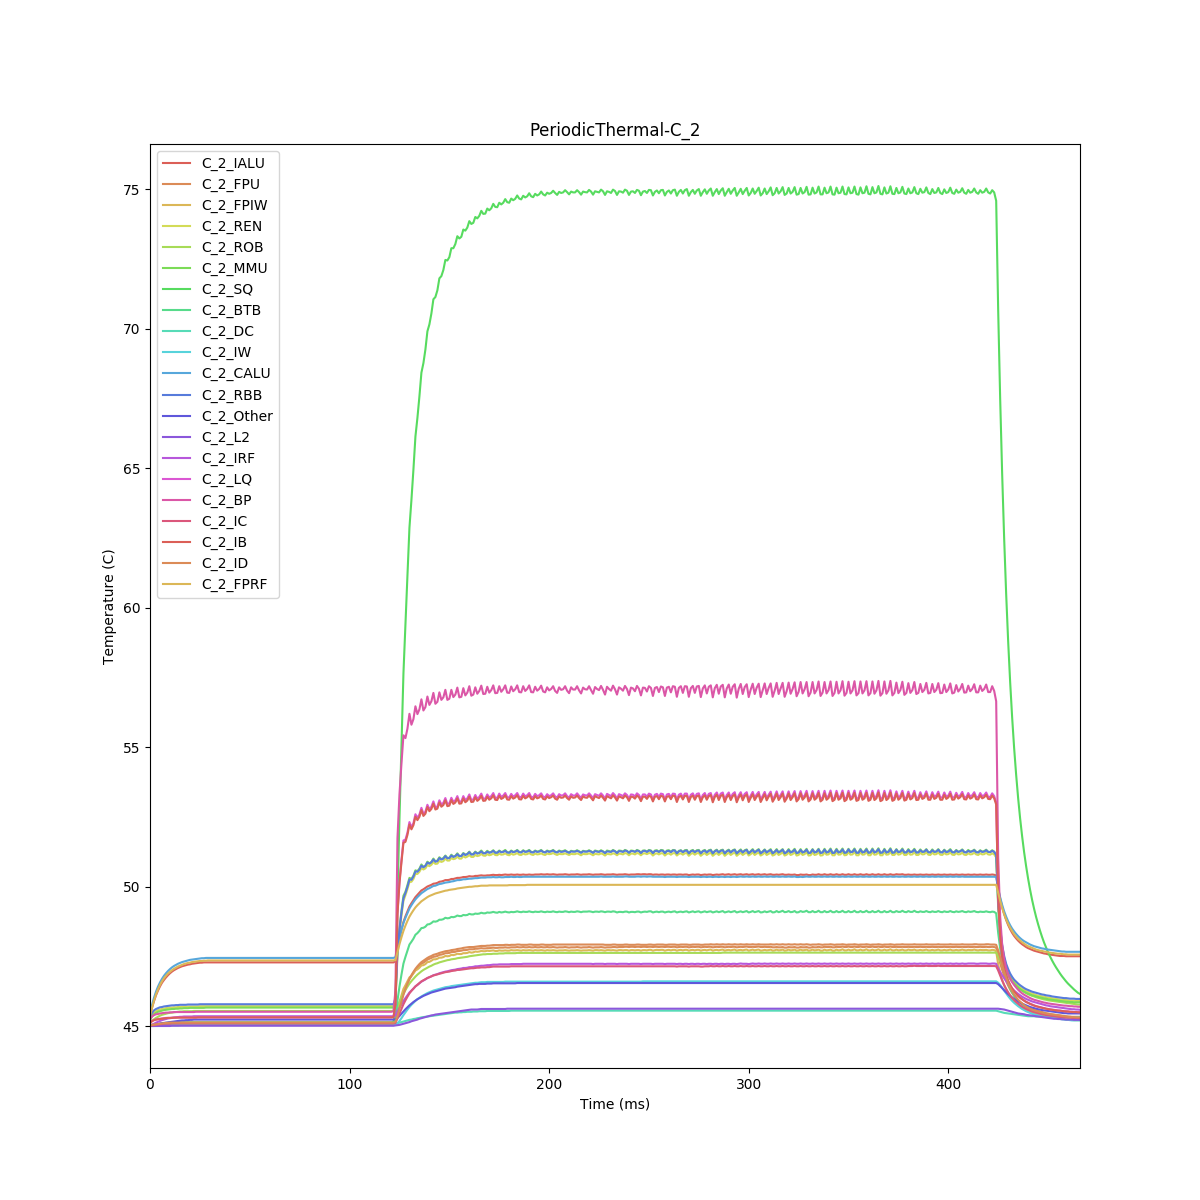 PeriodicThermal-C_2
C_2_IALU
C_2_FPU
C_2_FPIW
C_2_REN
C_2_ROB
C_2_MMU
C_2_SQ
C_2_BTB
C_2_DC
C_2_IW
C_2_CALU
C_2_RBB
C_2_Other
C_2_L2
C_2_IRF
C_2_LQ
C_2_BP
C_2_IC
C_2_IB
C_2_ID
C_2_FPRF
75
70
65
60
55
50
45
Temperature (C)
0 100 200 300 400
Time (ms)